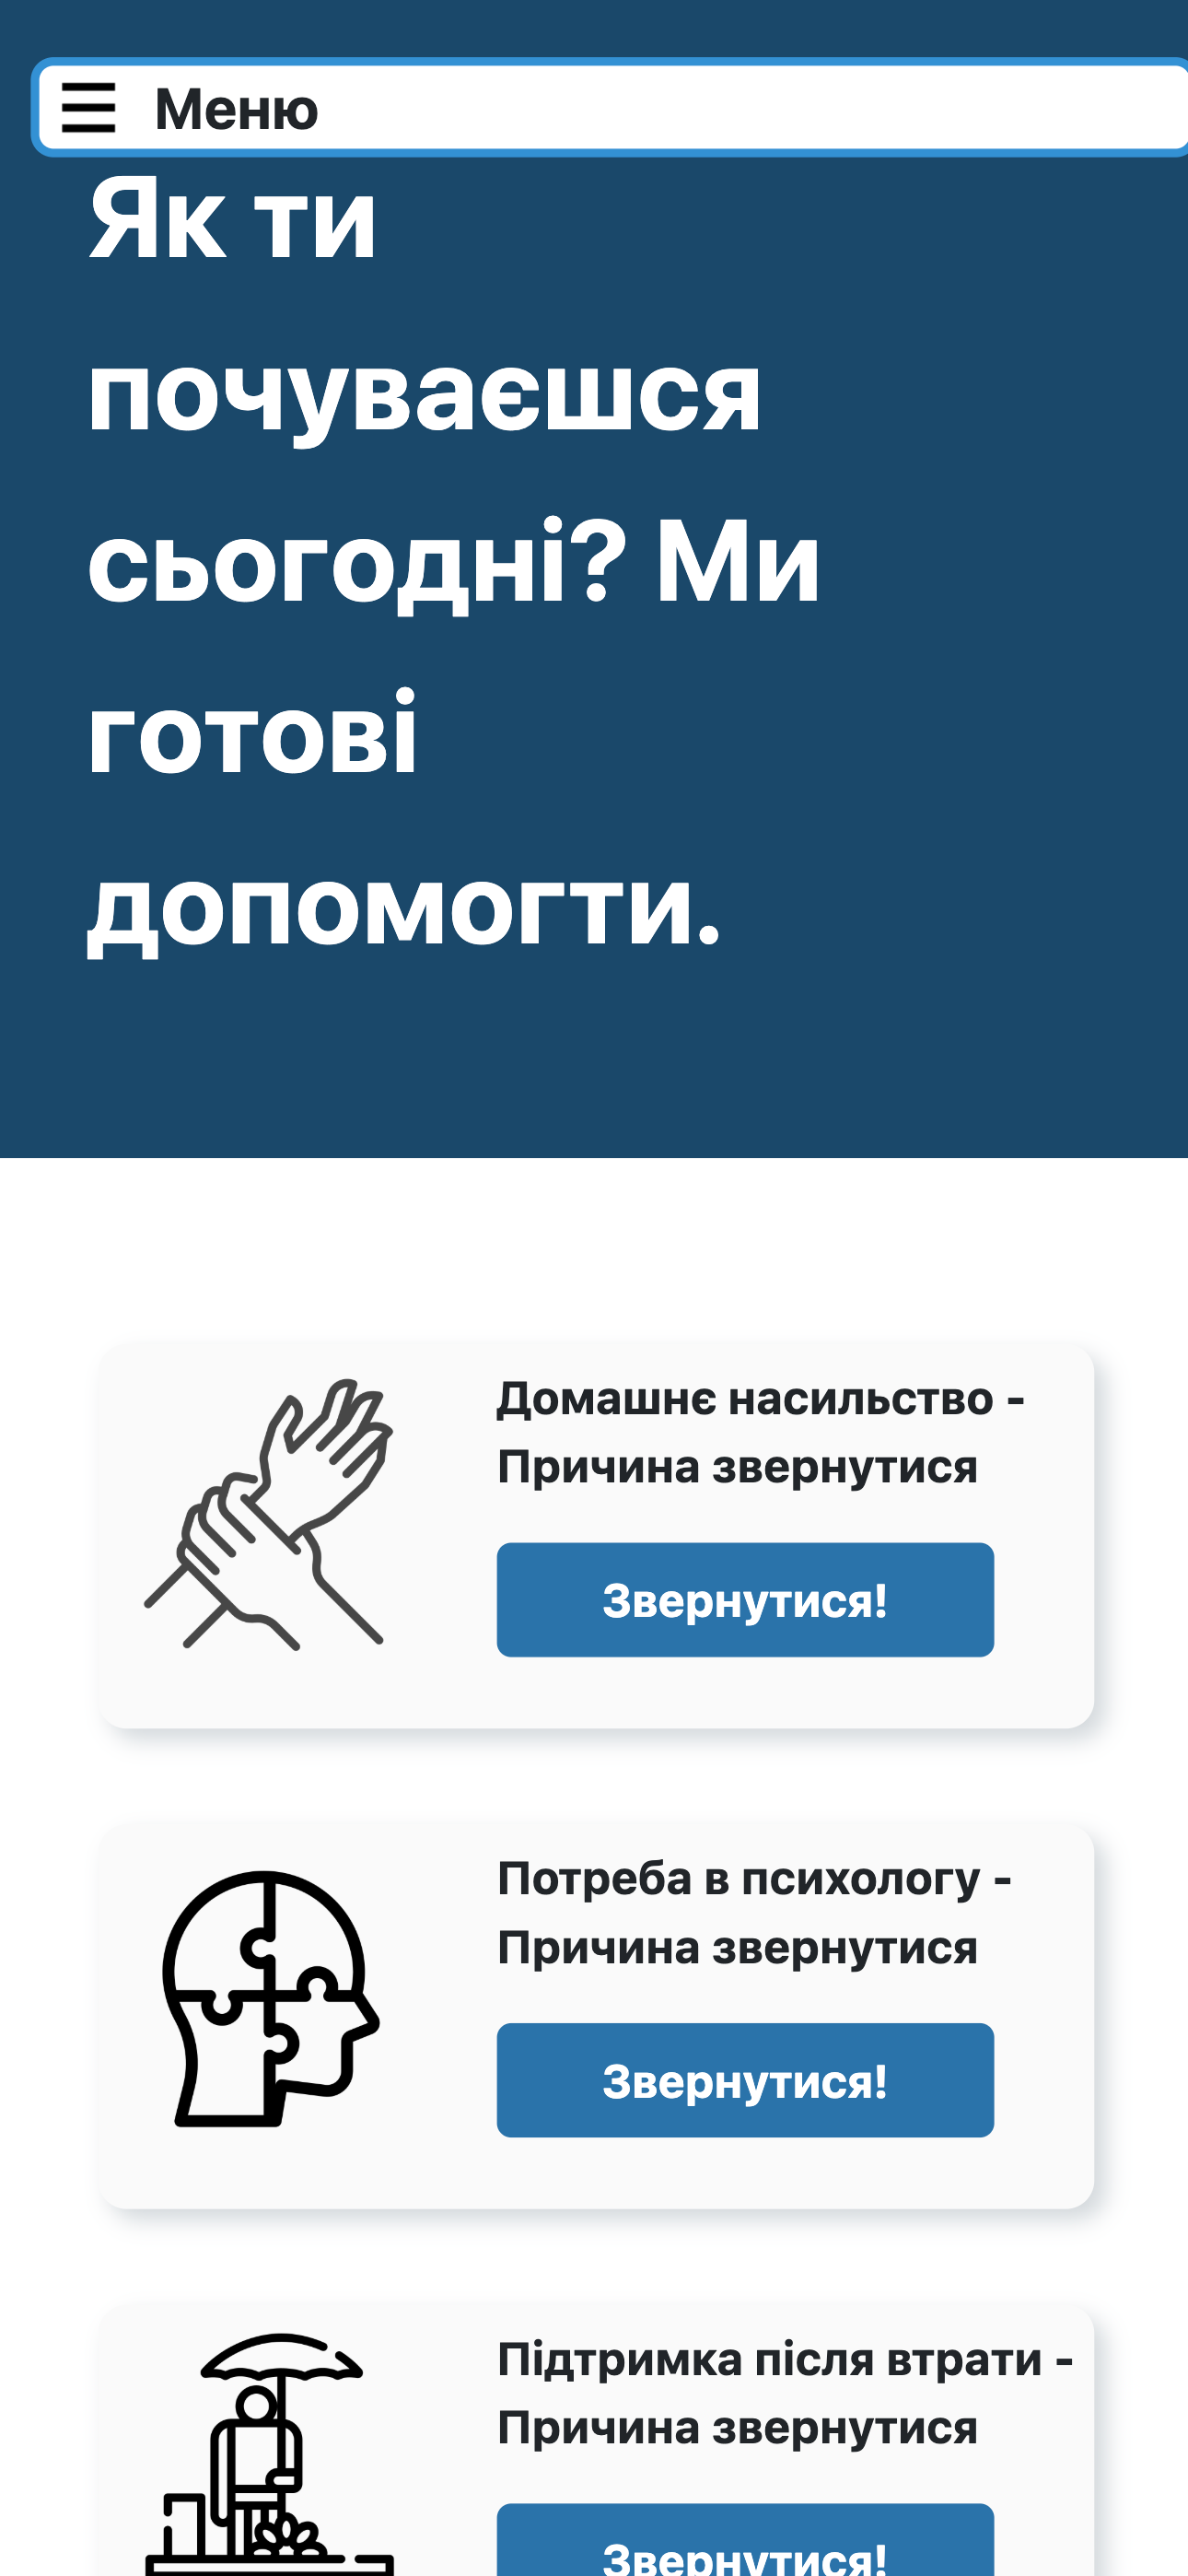 Меню
Як ти
почуваєшся
сьогодні? Ми
готові
допомогти.
Домашнє насильство -
Причина звернутися
Звернутися!
Потреба в психологу -
Причина звернутися
Звернутися!
Підтримка після втрати -
Причина звернутися
Звернутися!